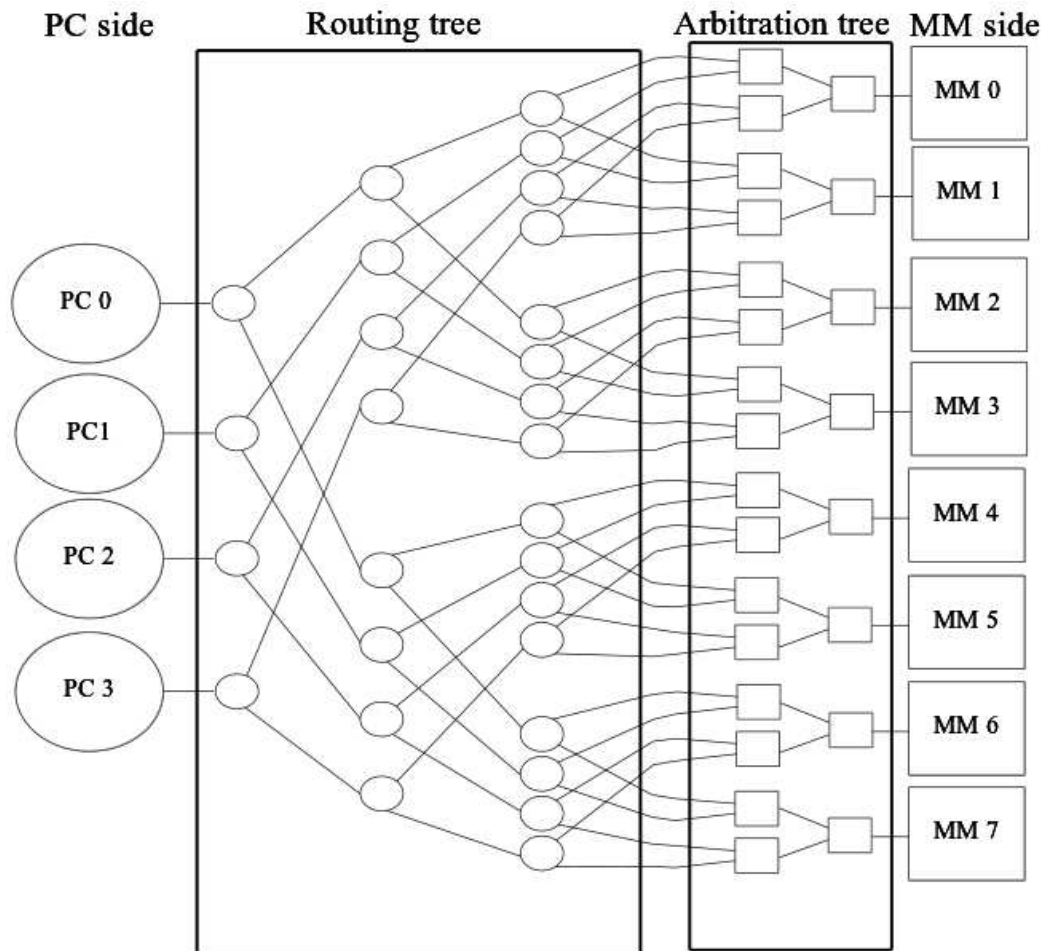 PC side
Routing tree
Arbitration tree
MM side
MM 0
MM 1
PC 0
MM 2
PC1
MM 3
MM 4
PC 2
MM 5
PC 3
MM 6
MM 7